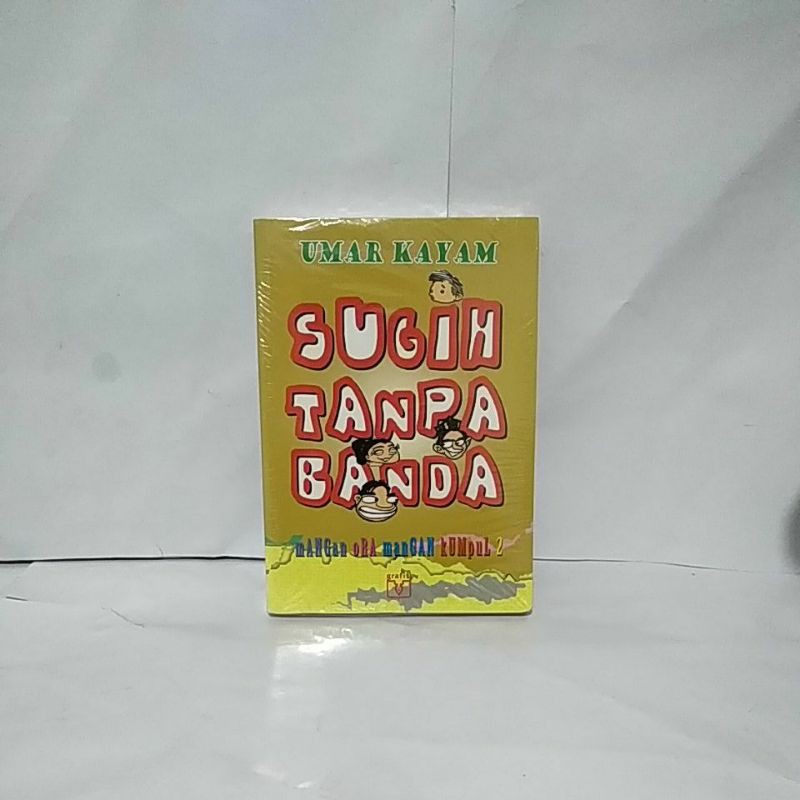 UMAR KAYAM
SUGIH
TANPA
BANDA
mANGan oRA manGAN kUMpuL 2
grafiti